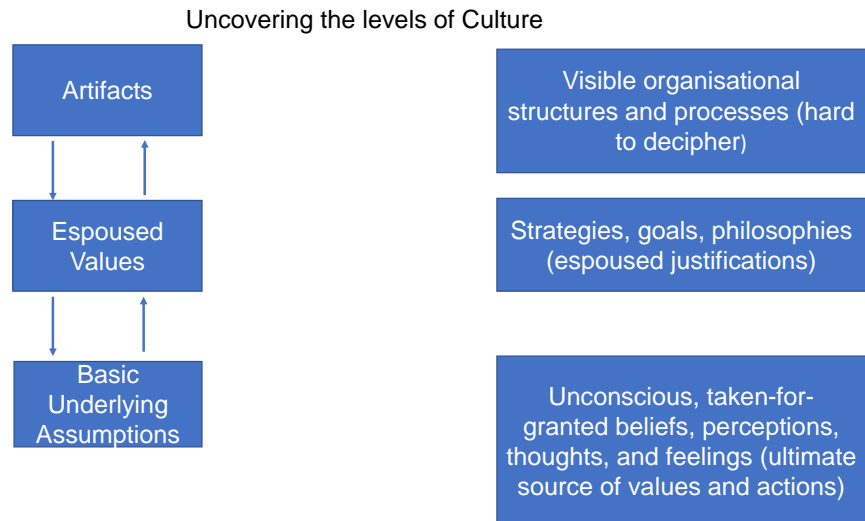 Uncovering the levels of Culture
Artifacts
Visible organisational
structures and processes (hard
to decipher)
Espoused
Values
Strategies, goals, philosophies
(espoused justifications)
Basic
Underlying
Assumptions
Unconscious, taken-for-
granted beliefs, perceptions,
thoughts, and feelings (ultimate
source of values and actions)